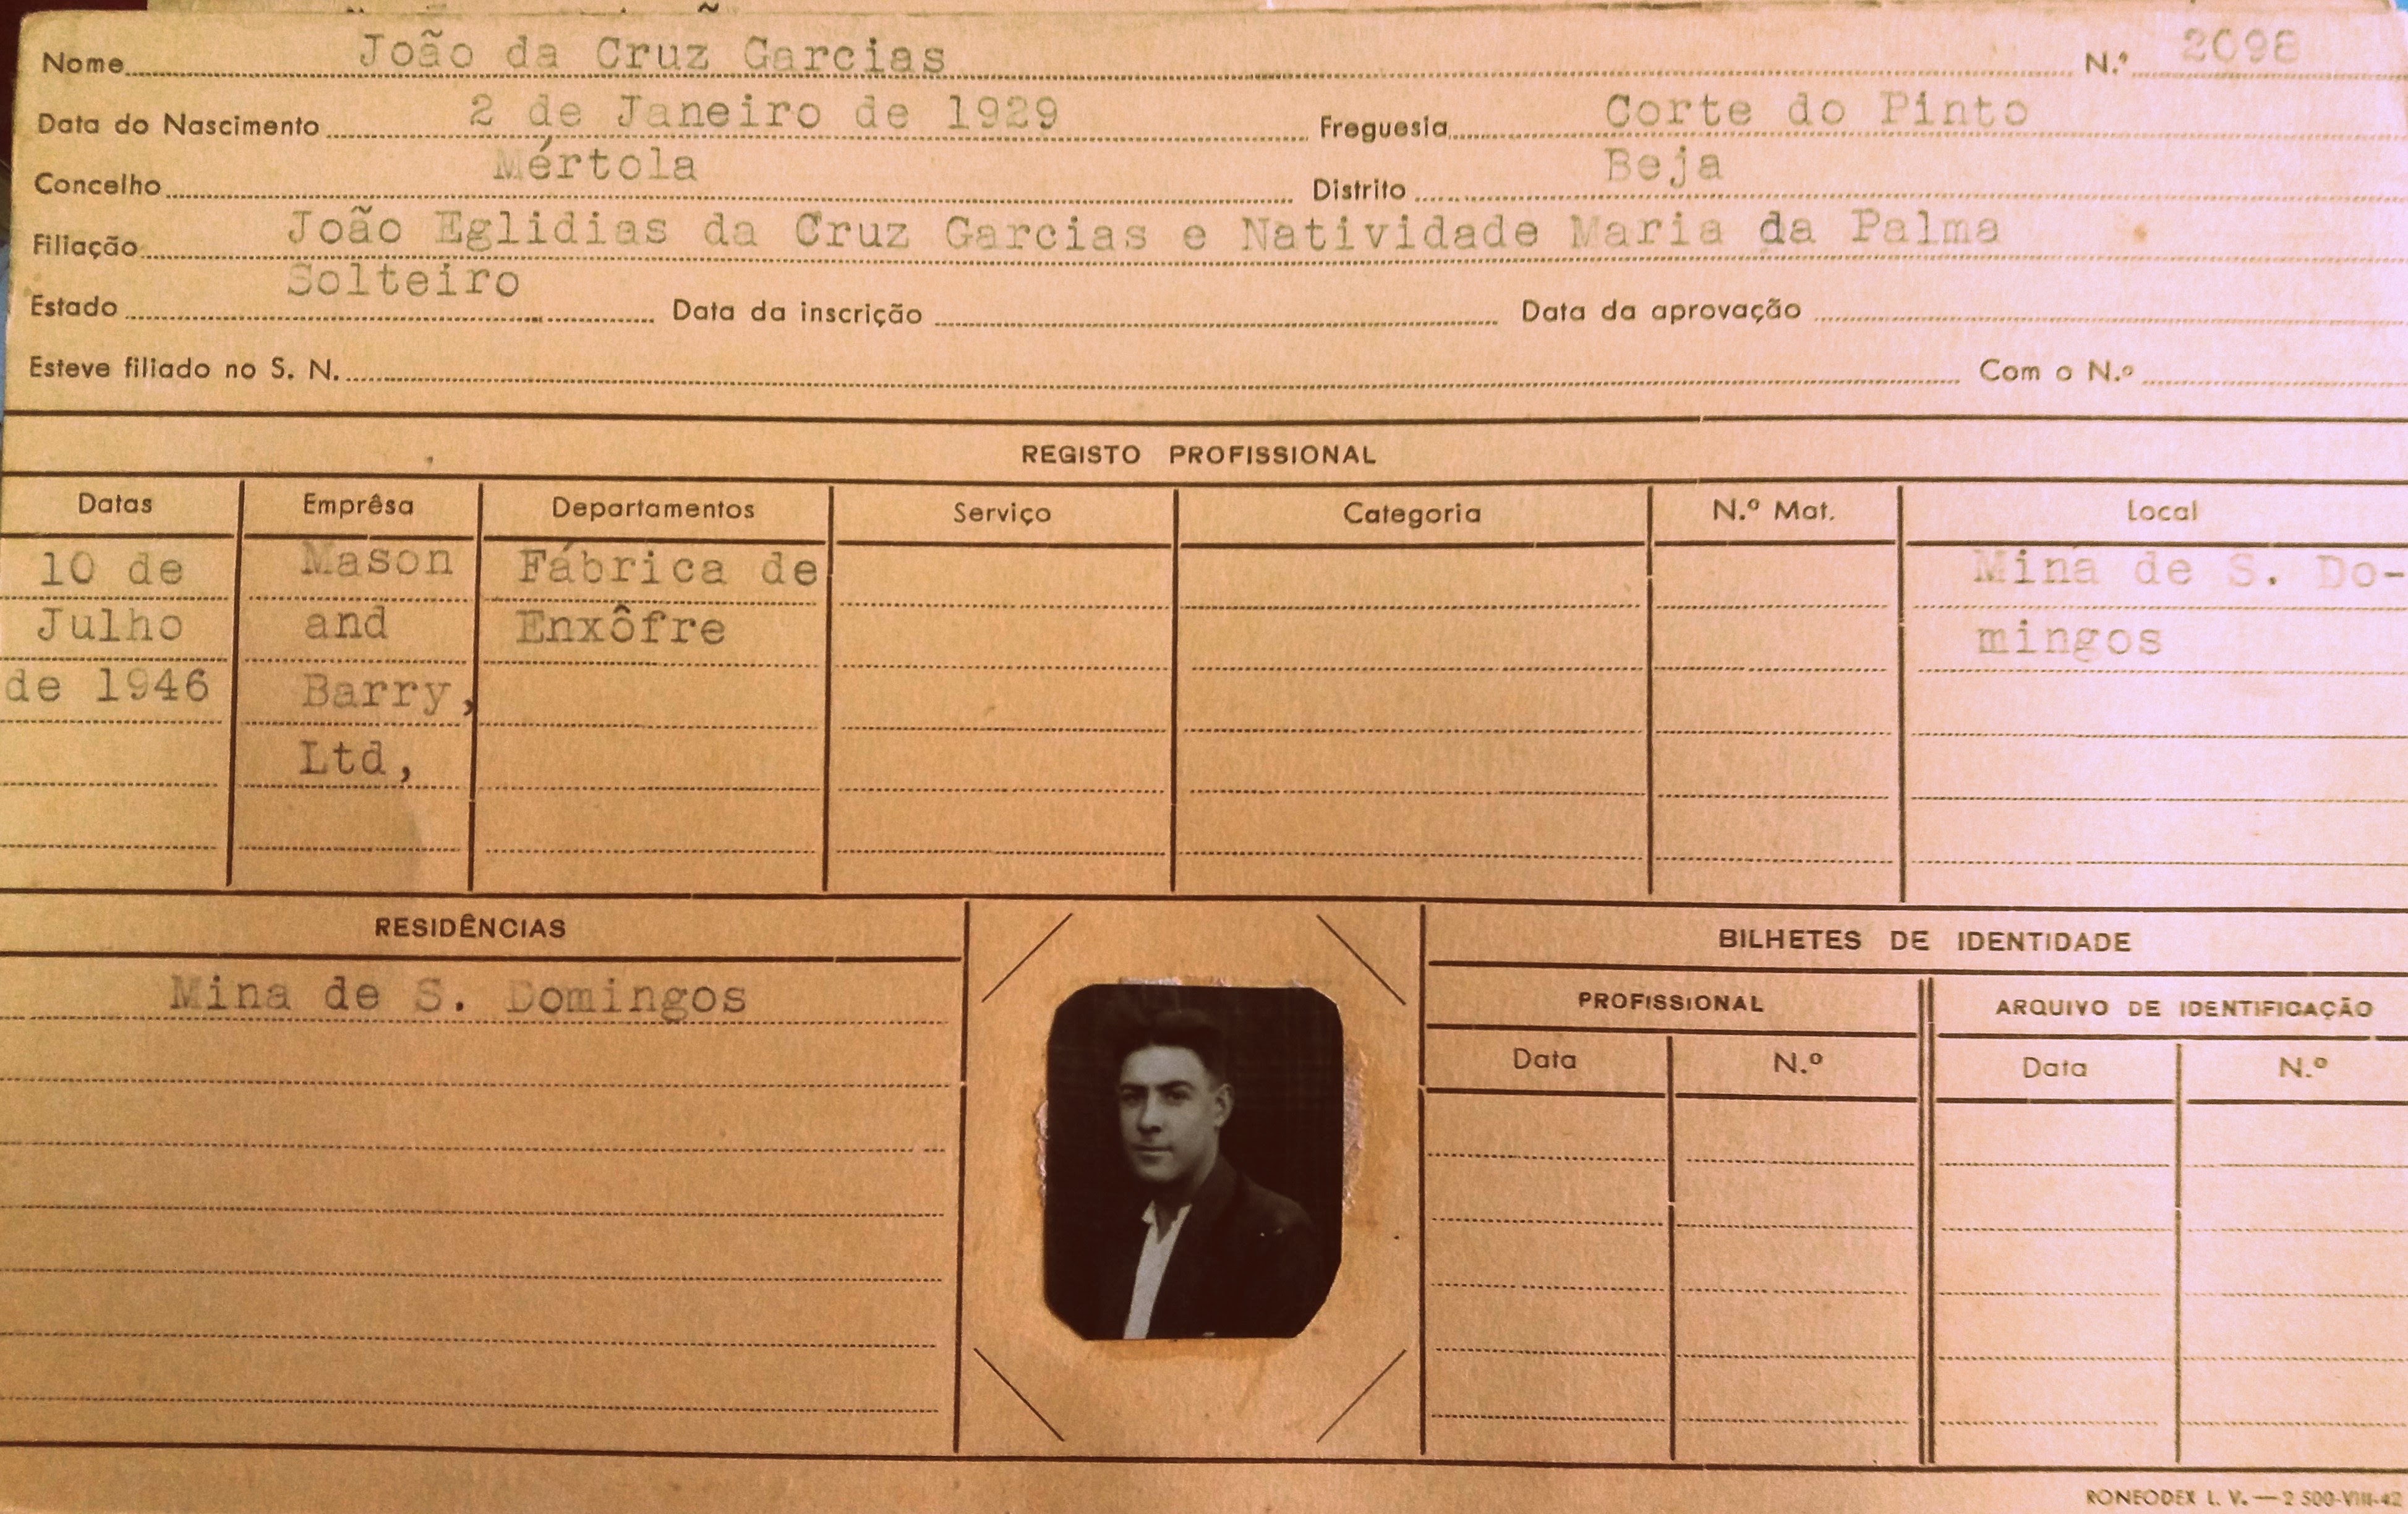 Nome João da Cruz Garcias N.º 2098
Data do Nascimento 2 de Janeiro de 1929 Freguesia Corte do Pinto
Concelho Mértola Distrito Beja
Filiação João Eglidias da Cruz Garcias e Natividade Maria da Palma
Estado Solteiro Data da inscrição Data da aprovação
Esteve filiado no S. N. Com o N.º
REGISTO PROFISSIONAL
Datas Emprêsa Departamentos Serviço Categoria N.º Mat. Local
10 de Mason Fábrica de Mina de S. Do-
Julho and Enxôfre mingos
de 1946 Barry,
Ltd,
RESIDÊNCIAS BILHETES DE IDENTIDADE
Mina de S. Domingos PROFISSIONAL ARQUIVO DE IDENTIFICAÇÃO
Data N.º Data N.º
RONEODEX L. V. — 2 500-VIII-42